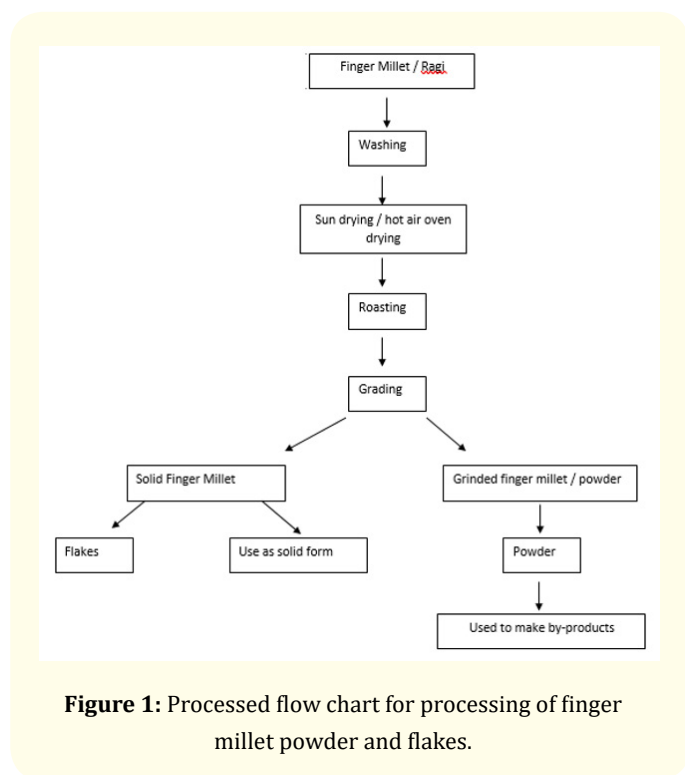 Finger Millet / Ragi
Washing
Sun drying / hot air oven
drying
Roasting
Grading
Solid Finger Millet
Grinded finger millet / powder
Flakes
Use as solid form
Powder
Used to make by-products
Figure 1: Processed flow chart for processing of finger
millet powder and flakes.